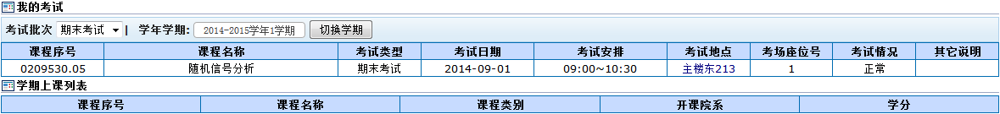 我的考试
考试批次 期末考试 | 学年学期: 2014-2015学年1学期 切换学期
课程序号 课程名称 考试类型 考试日期 考试安排 考试地点 考场座位号 考试情况 其它说明
0209530.05 随机信号分析 期末考试 2014-09-01 09:00~10:30 主楼东213 1 正常
学期上课列表
课程序号 课程名称 课程类别 开课院系 学分